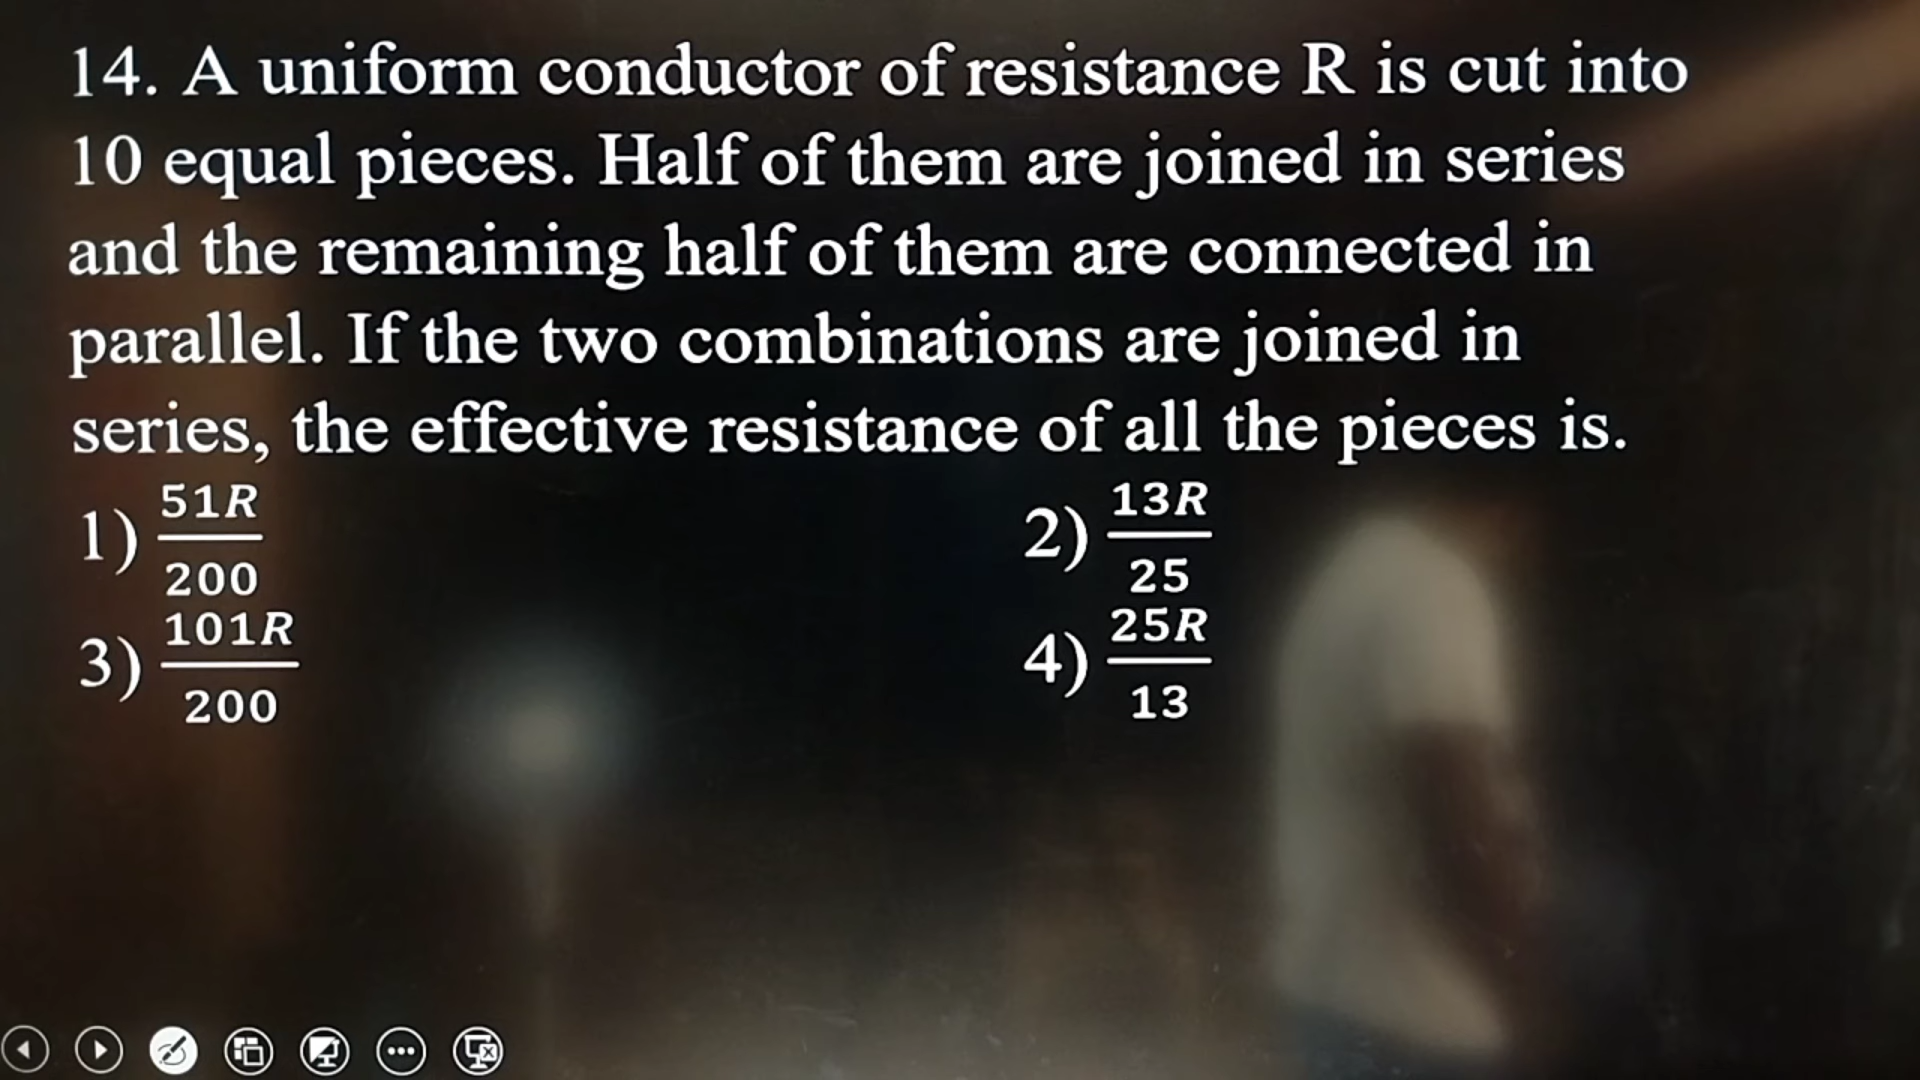 14. A uniform conductor of resistance R is cut into
10 equal pieces. Half of them are joined in series
and the remaining half of them are connected in
parallel. If the two combinations are joined in
series, the effective resistance of all the pieces is.
1) 51R/200 2) 13R/25
3) 101R/200 4) 25R/13